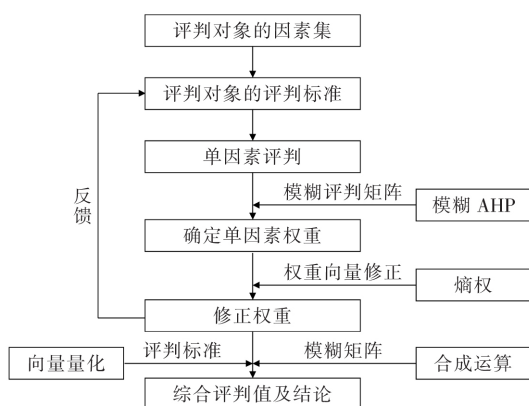 评判对象的因素集
评判对象的评判标准
单因素评判
反馈
模糊评判矩阵
模糊 AHP
确定单因素权重
权重向量修正
熵权
修正权重
向量量化
评判标准
模糊矩阵
合成运算
综合评判值及结论